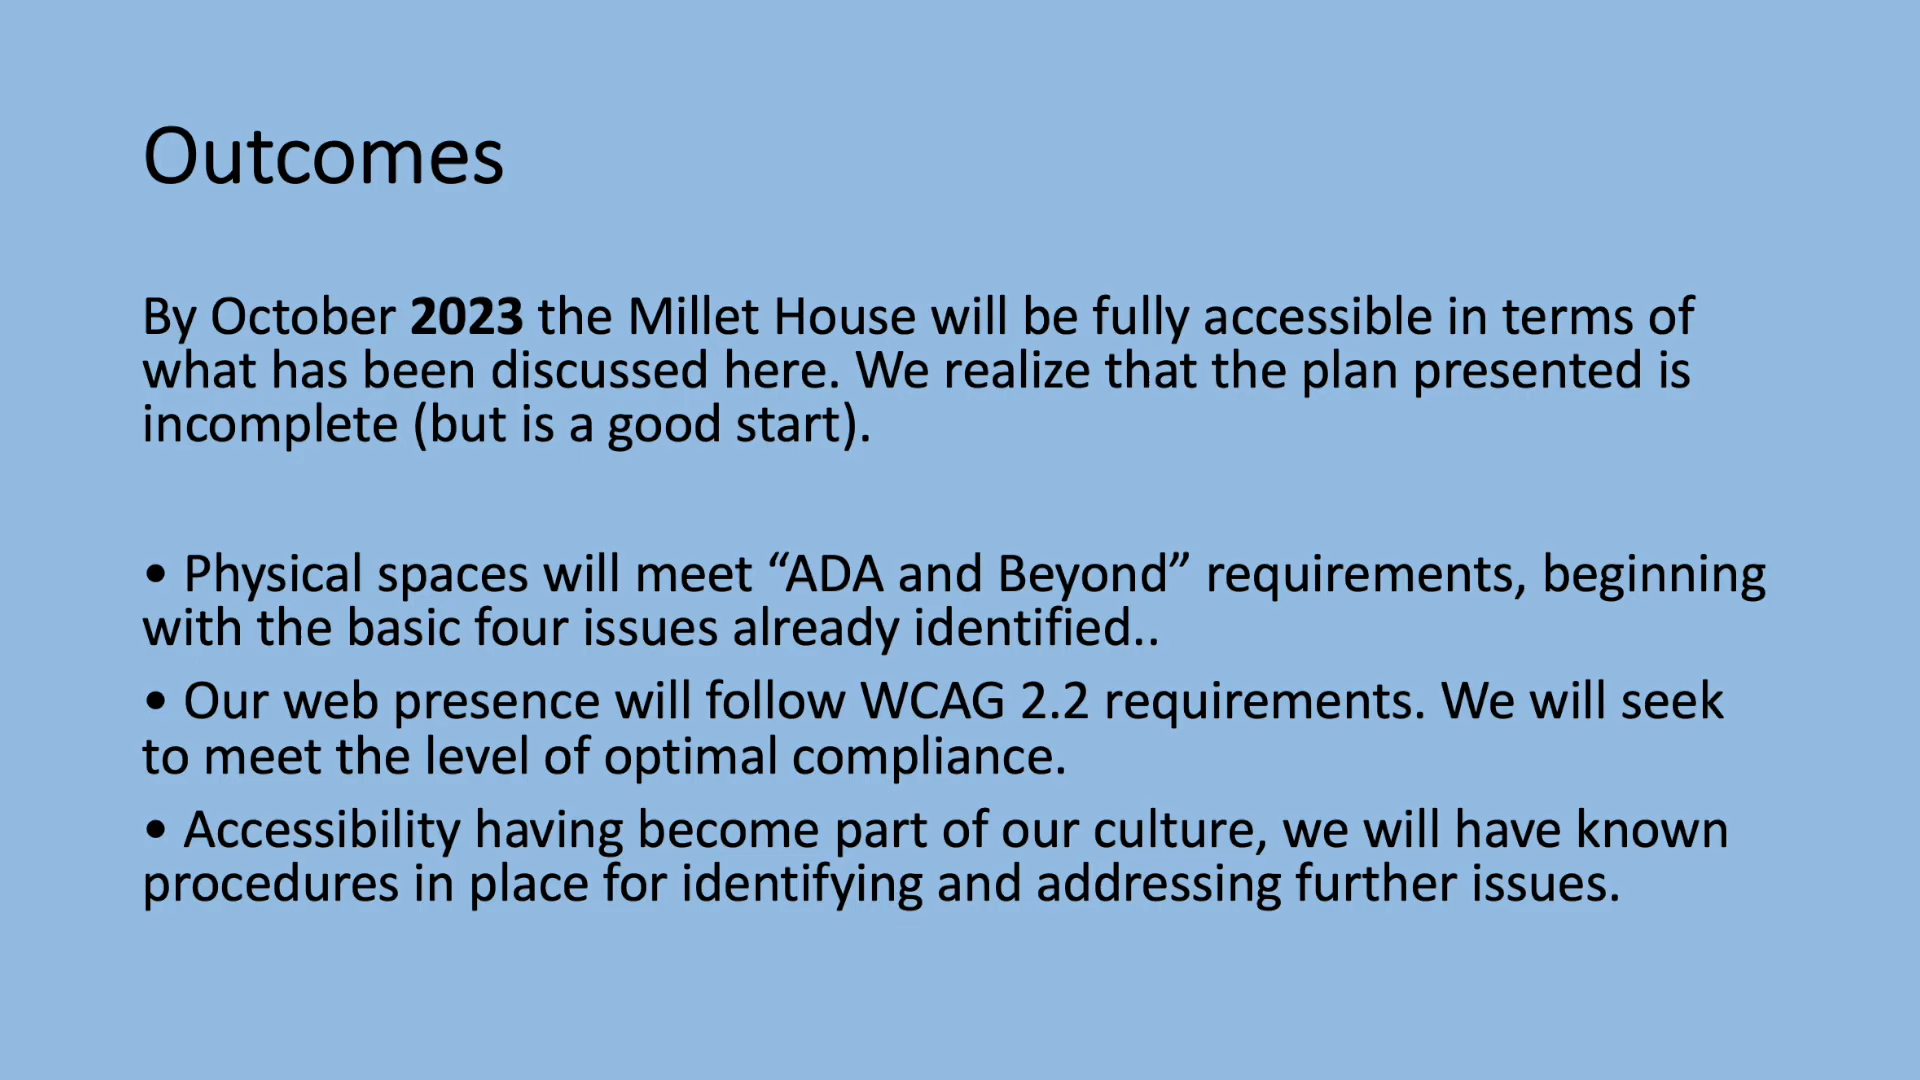 Outcomes
By October 2023 the Millet House will be fully accessible in terms of
what has been discussed here. We realize that the plan presented is
incomplete (but is a good start).
• Physical spaces will meet “ADA and Beyond” requirements, beginning
with the basic four issues already identified..
• Our web presence will follow WCAG 2.2 requirements. We will seek
to meet the level of optimal compliance.
• Accessibility having become part of our culture, we will have known
procedures in place for identifying and addressing further issues.